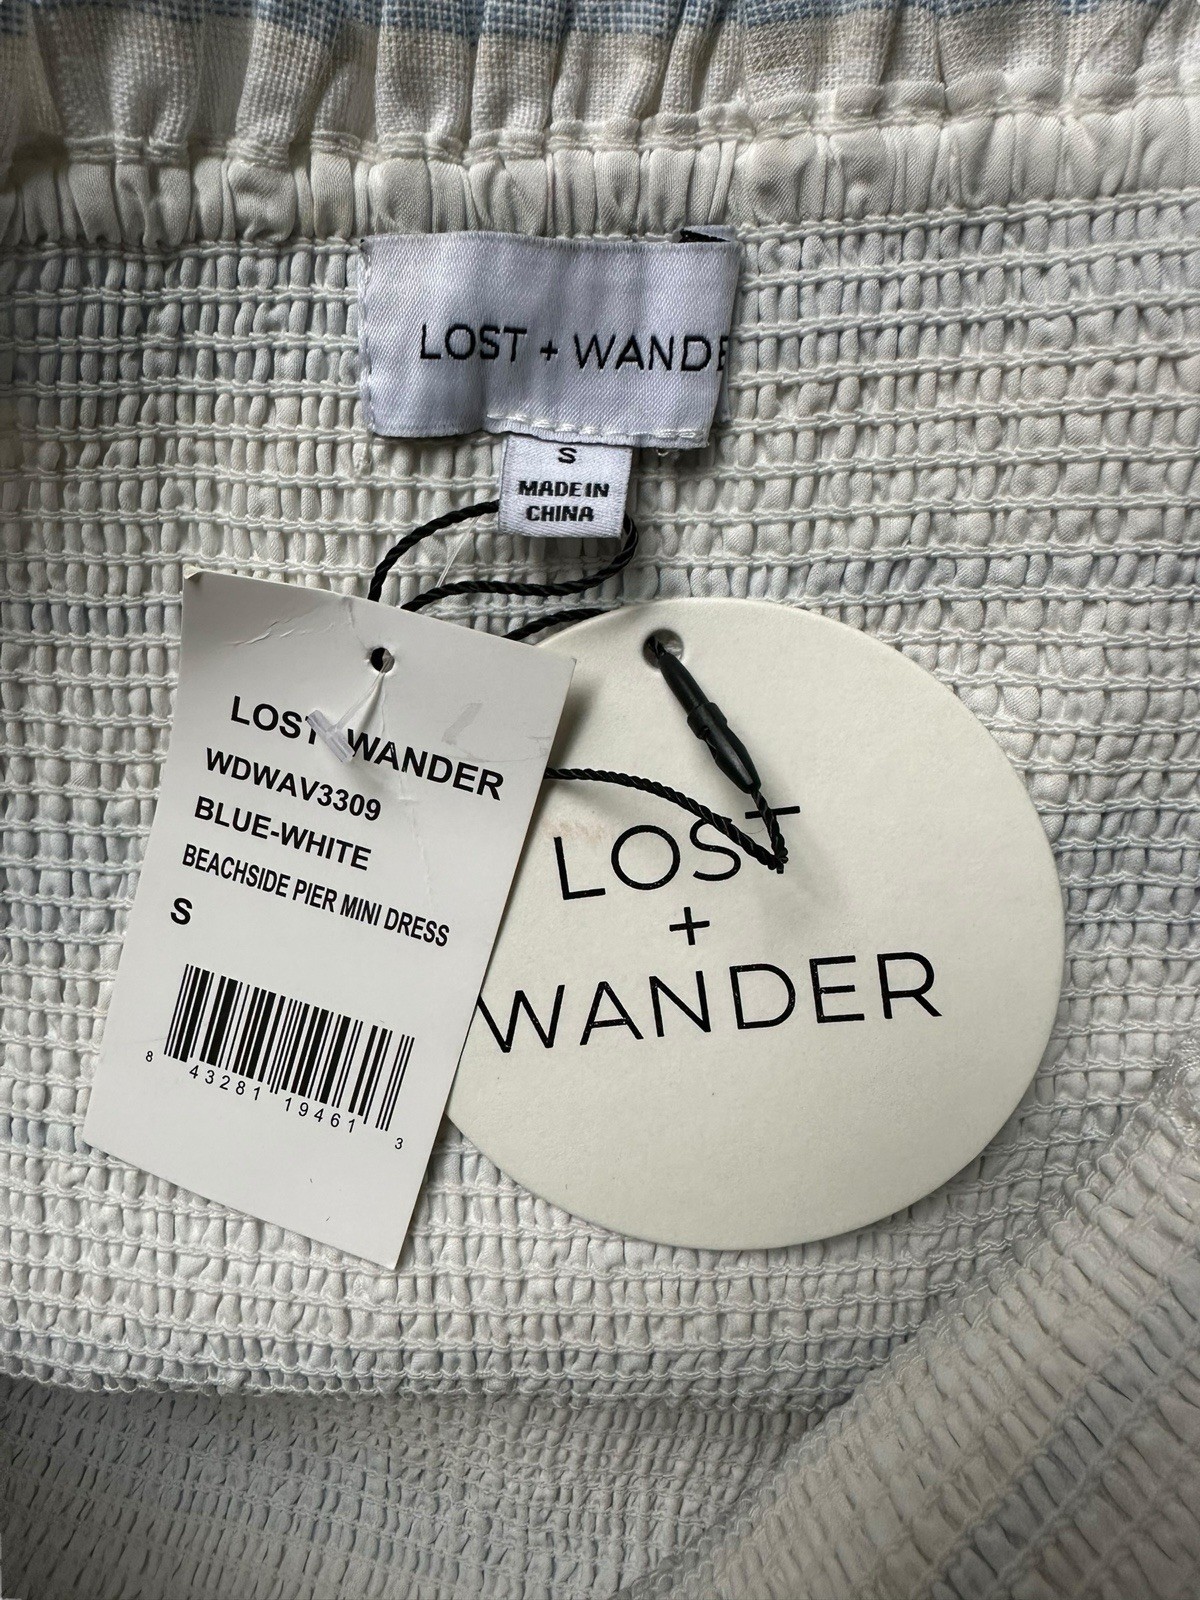 LOST + WANDE
S
MADE IN
CHINA
LOST WANDER
WDWAV3309
BLUE-WHITE
BEACHSIDE PIER MINI DRESS
S
8 43281 19461 3
LOST
+
WANDER